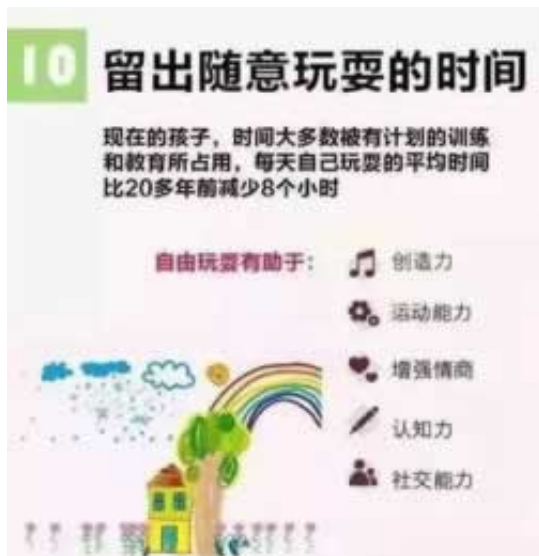 10
留出随意玩耍的时间
现在的孩子，时间大多数被有计划的训练
和教育所占用，每天自己玩耍的平均时间
比20多年前减少8个小时
自由玩耍有助于：
创造力
运动能力
增强情商
认知力
社交能力